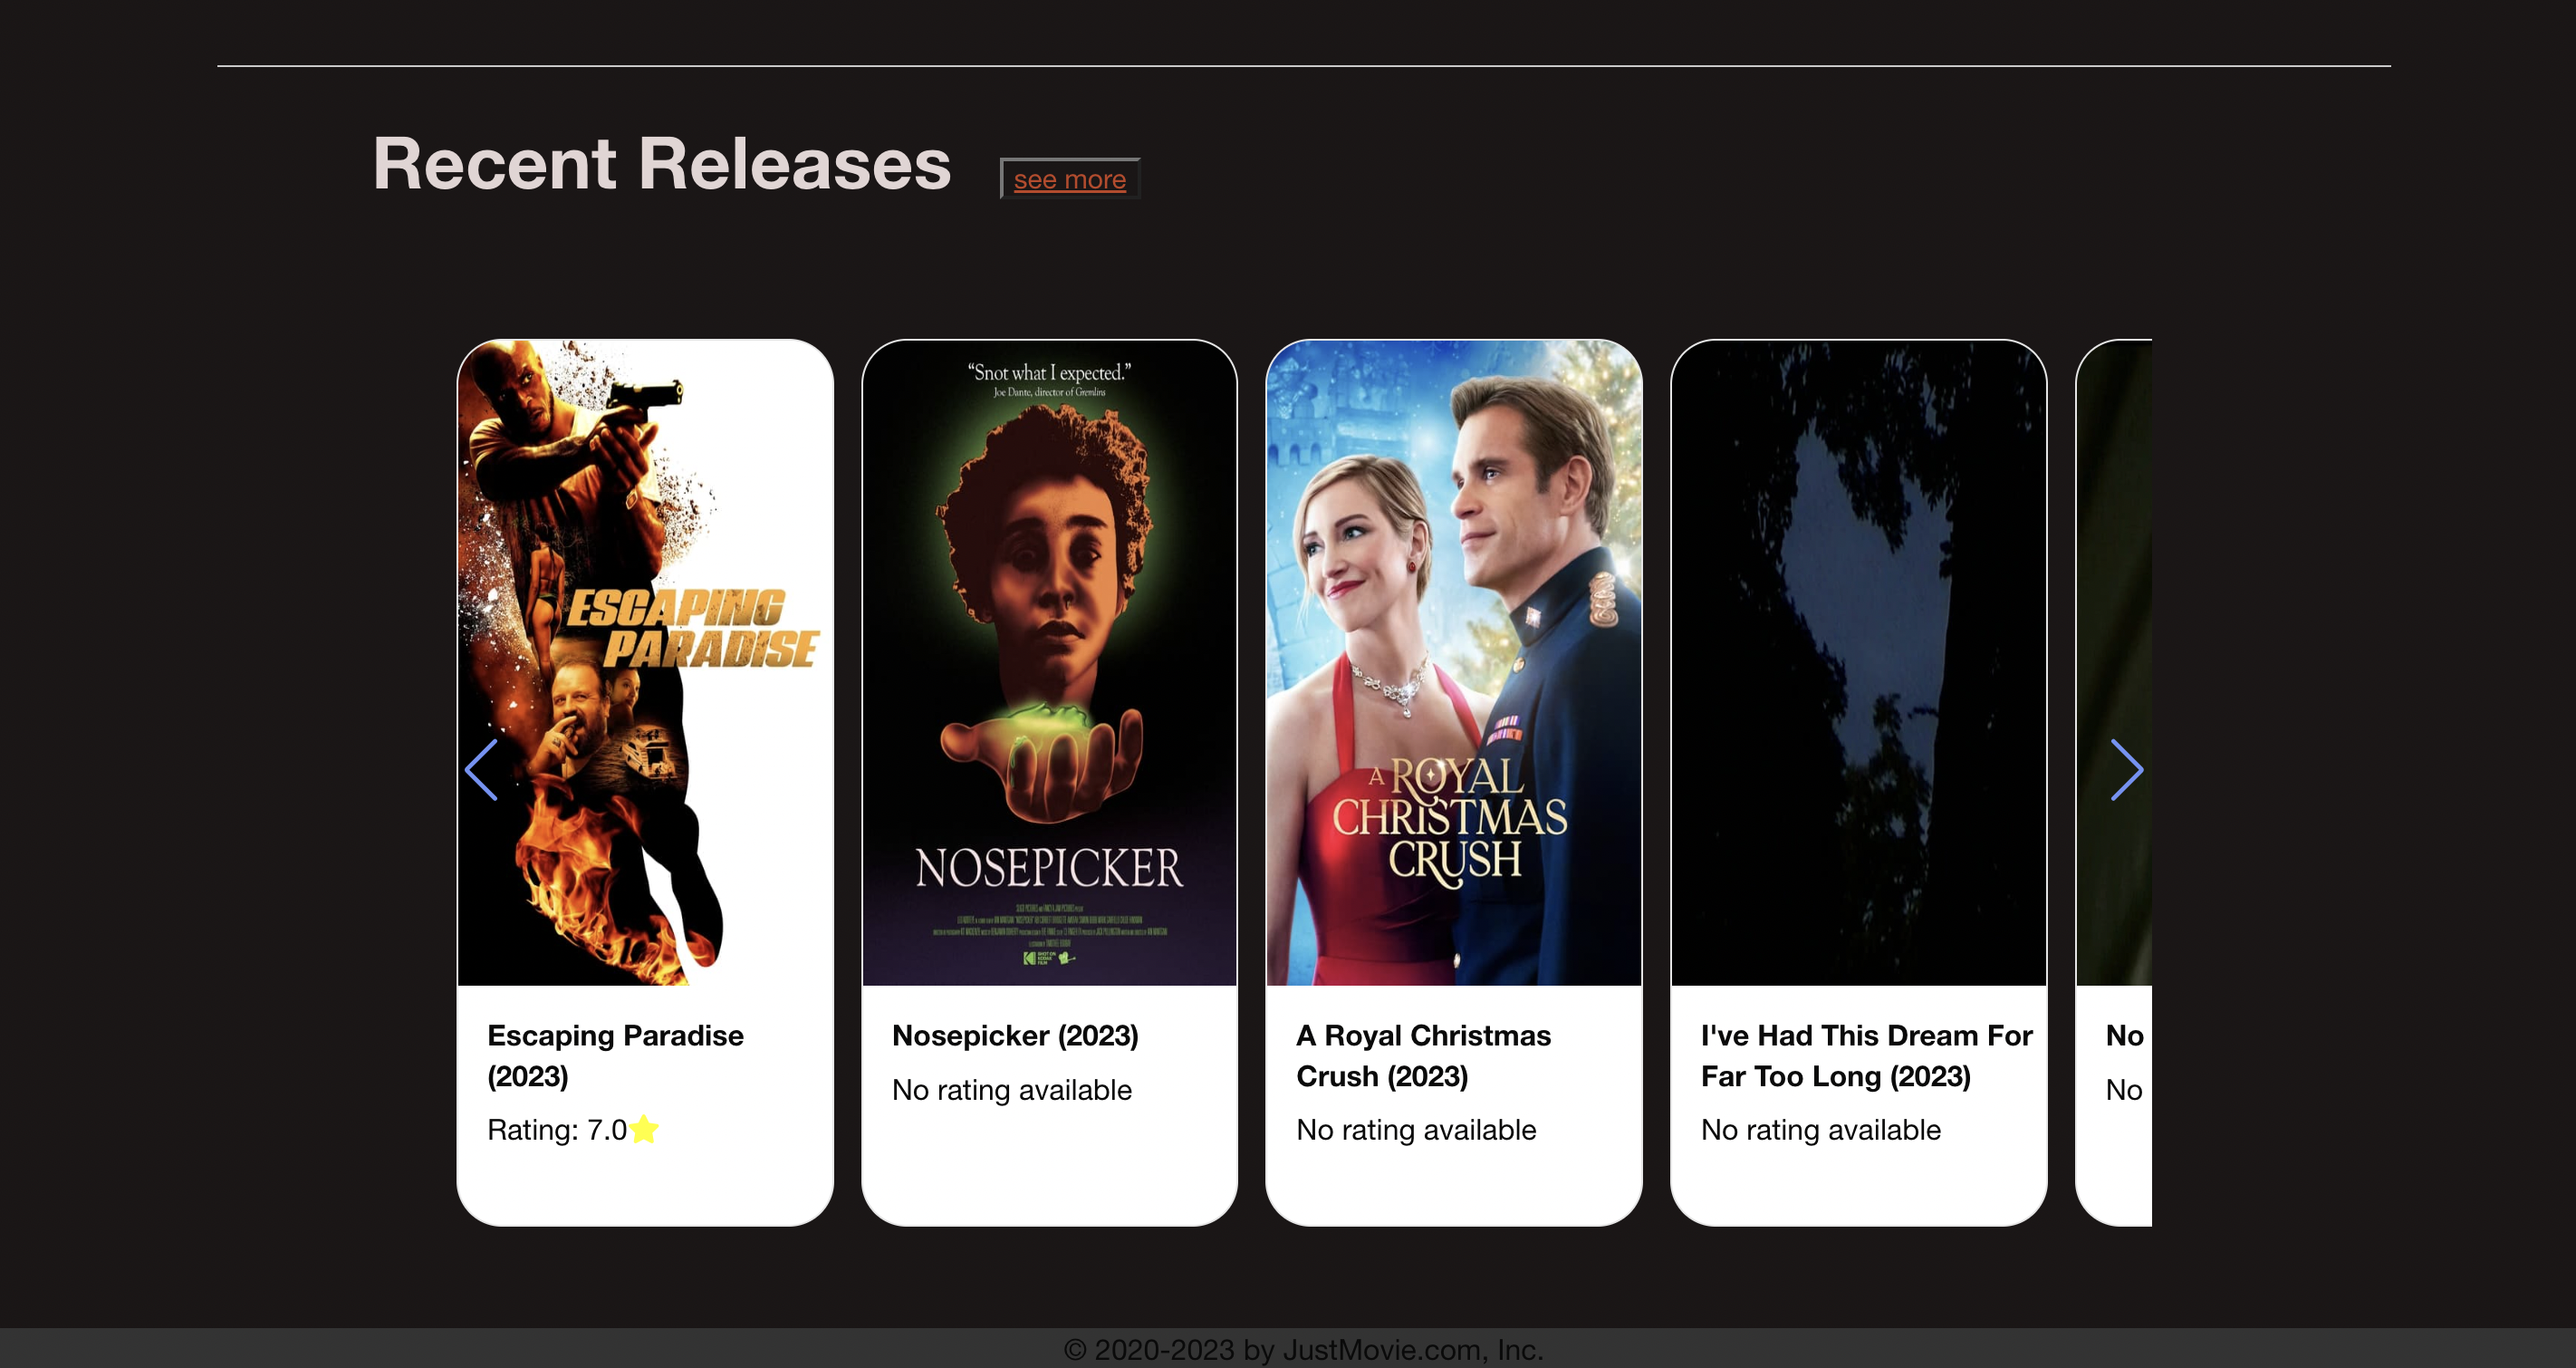 Recent Releases see more
“Snot what I expected.”
Joe Dante, director of Gremlins
ESCAPING
PARADISE
NOSEPICKER
A ROYAL
CHRISTMAS
CRUSH
Escaping Paradise
(2023)
Rating: 7.0
Nosepicker (2023)
No rating available
A Royal Christmas
Crush (2023)
No rating available
I've Had This Dream For
Far Too Long (2023)
No rating available
No
No
© 2020-2023 by JustMovie.com, Inc.